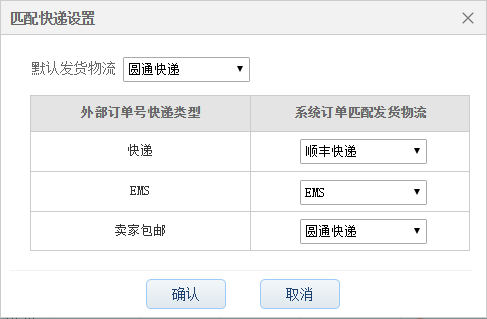 匹配快递设置
默认发货物流 圆通快递
外部订单号快递类型 系统订单匹配发货物流
快递 顺丰快递
EMS EMS
卖家包邮 圆通快递
确认 取消